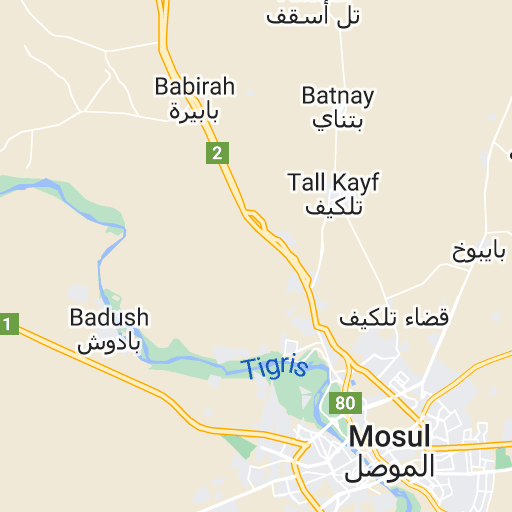 تل أسقف
Babirah
بابيرة
Batnay
بتناي
2
Tall Kayf
تلكيف
بايبوخ
Badush
بادوش
قضاء تلكيف
1
Tigris
80
Mosul
الموصل